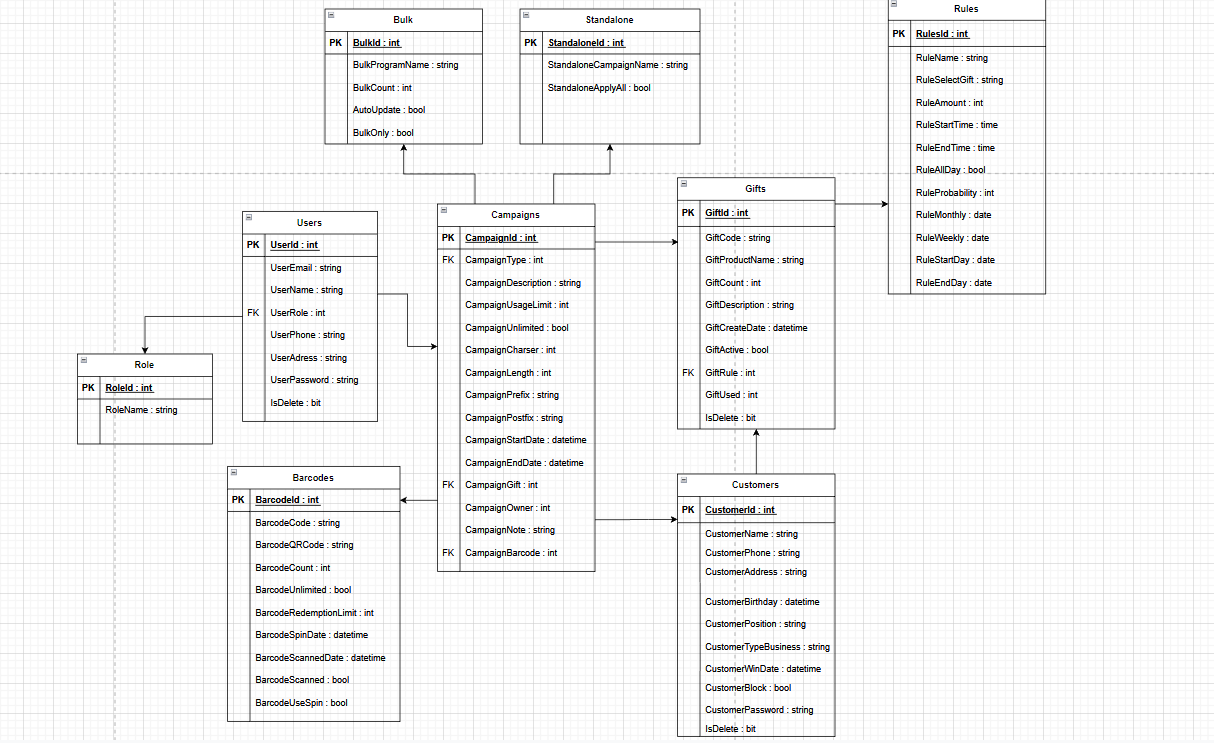 Bulk
PK BulkId : int
BulkProgramName : string
BulkCount : int
AutoUpdate : bool
BulkOnly : bool
Standalone
PK StandaloneId : int
StandaloneCampaignName : string
StandaloneApplyAll : bool
Rules
PK RulesId : int
RuleName : string
RuleSelectGift : string
RuleAmount : int
RuleStartTime : time
RuleEndTime : time
RuleAllDay : bool
RuleProbability : int
RuleMonthly : date
RuleWeekly : date
RuleStartDay : date
RuleEndDay : date
Users
PK UserId : int
UserEmail : string
UserName : string
FK UserRole : int
UserPhone : string
UserAdress : string
UserPassword : string
IsDelete : bit
Campaigns
PK CampaignId : int
FK CampaignType : int
CampaignDescription : string
CampaignUsageLimit : int
CampaignUnlimited : bool
CampaignCharser : int
CampaignLength : int
CampaignPrefix : string
CampaignPostfix : string
CampaignStartDate : datetime
CampaignEndDate : datetime
FK CampaignGift : int
CampaignOwner : int
CampaignNote : string
FK CampaignBarcode : int
Gifts
PK GiftId : int
GiftCode : string
GiftProductName : string
GiftCount : int
GiftDescription : string
GiftCreateDate : datetime
GiftActive : bool
FK GiftRule : int
GiftUsed : int
IsDelete : bit
Role
PK RoleId : int
RoleName : string
Barcodes
PK BarcodeId : int
BarcodeCode : string
BarcodeQRCode : string
BarcodeCount : int
BarcodeUnlimited : bool
BarcodeRedemptionLimit : int
BarcodeSpinDate : datetime
BarcodeScannedDate : datetime
BarcodeScanned : bool
BarcodeUseSpin : bool
Customers
PK CustomerId : int
CustomerName : string
CustomerPhone : string
CustomerAddress : string
CustomerBirthday : datetime
CustomerPosition : string
CustomerTypeBusiness : string
CustomerWinDate : datetime
CustomerBlock : bool
CustomerPassword : string
IsDelete : bit